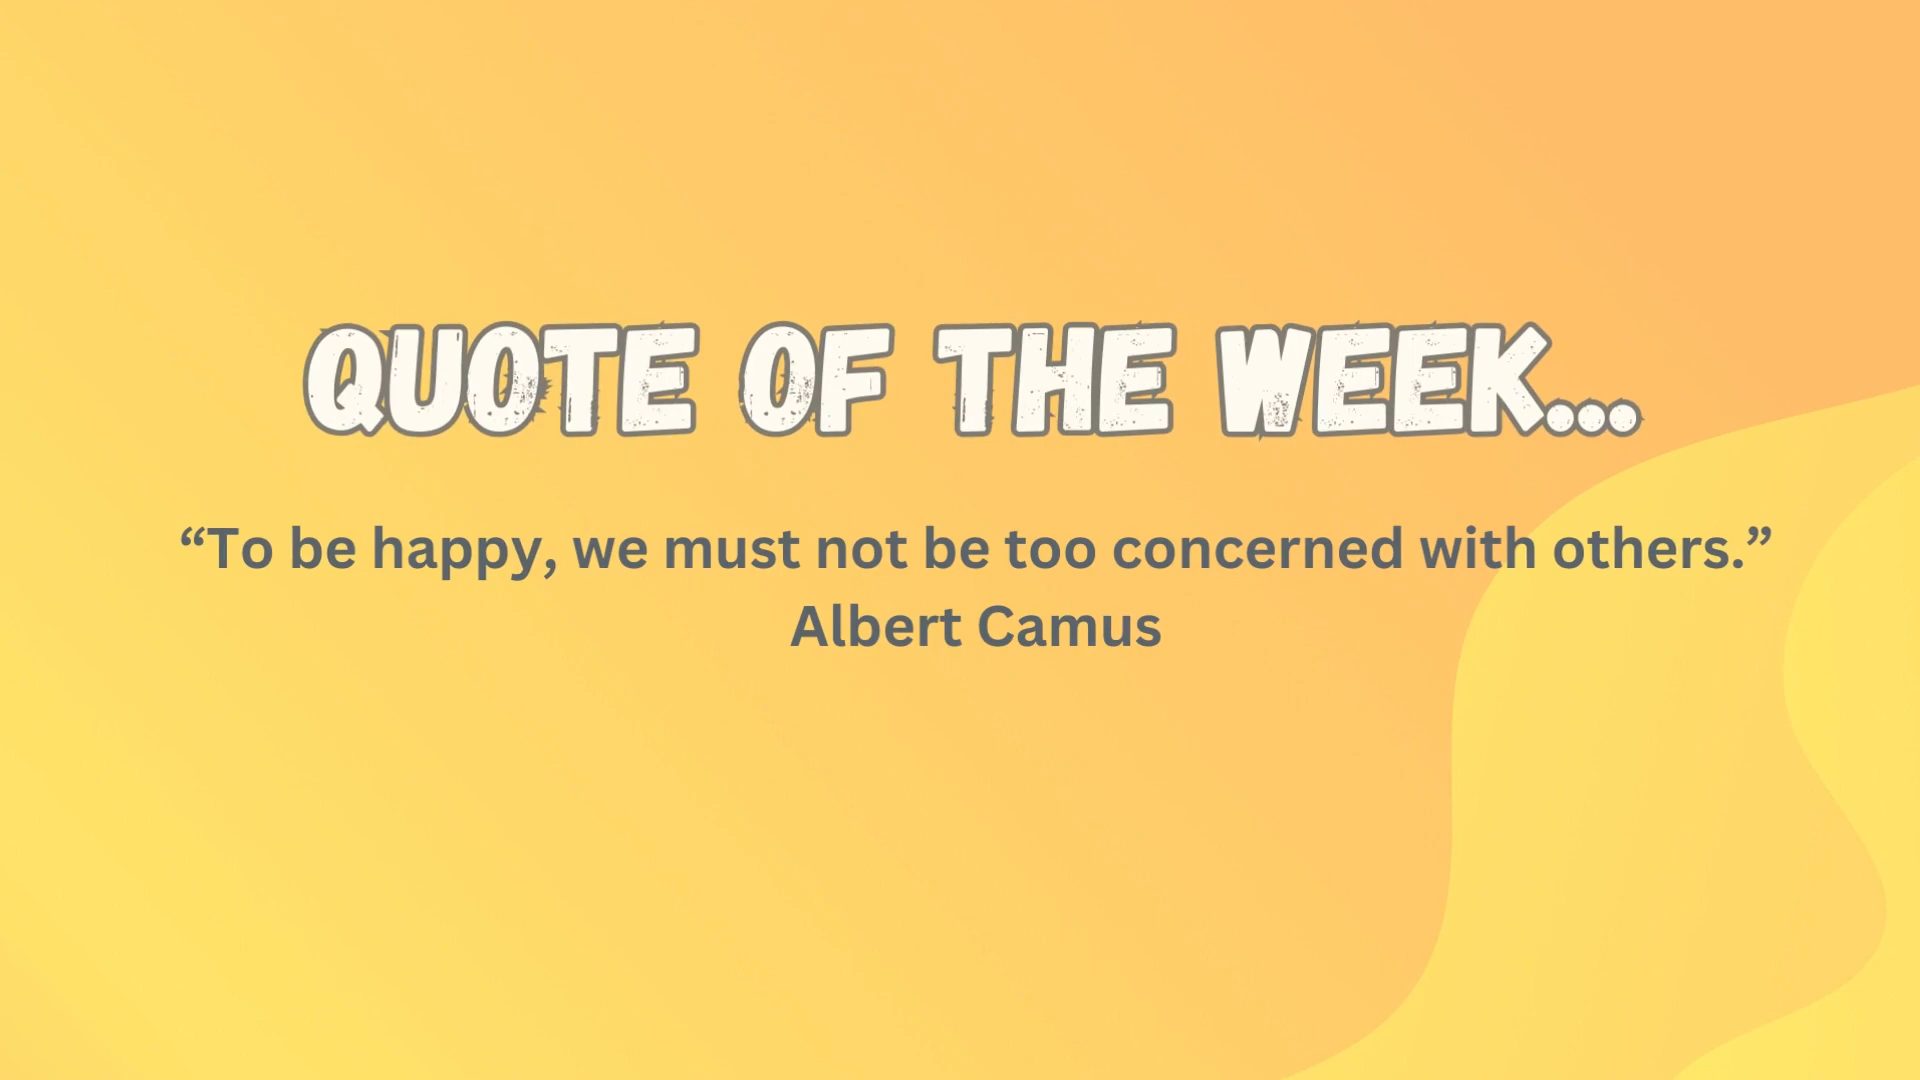 QUOTE OF THE WEEK...
“To be happy, we must not be too concerned with others.”
Albert Camus